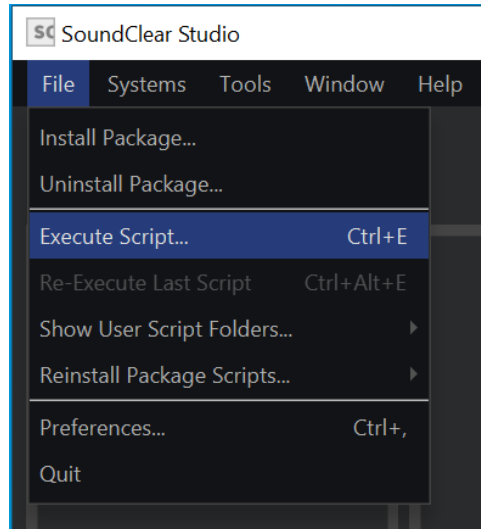 SC SoundClear Studio
File Systems Tools Window Help
Install Package...
Uninstall Package...
Execute Script... Ctrl+E
Re-Execute Last Script Ctrl+Alt+E
Show User Script Folders...
Reinstall Package Scripts...
Preferences... Ctrl+,
Quit